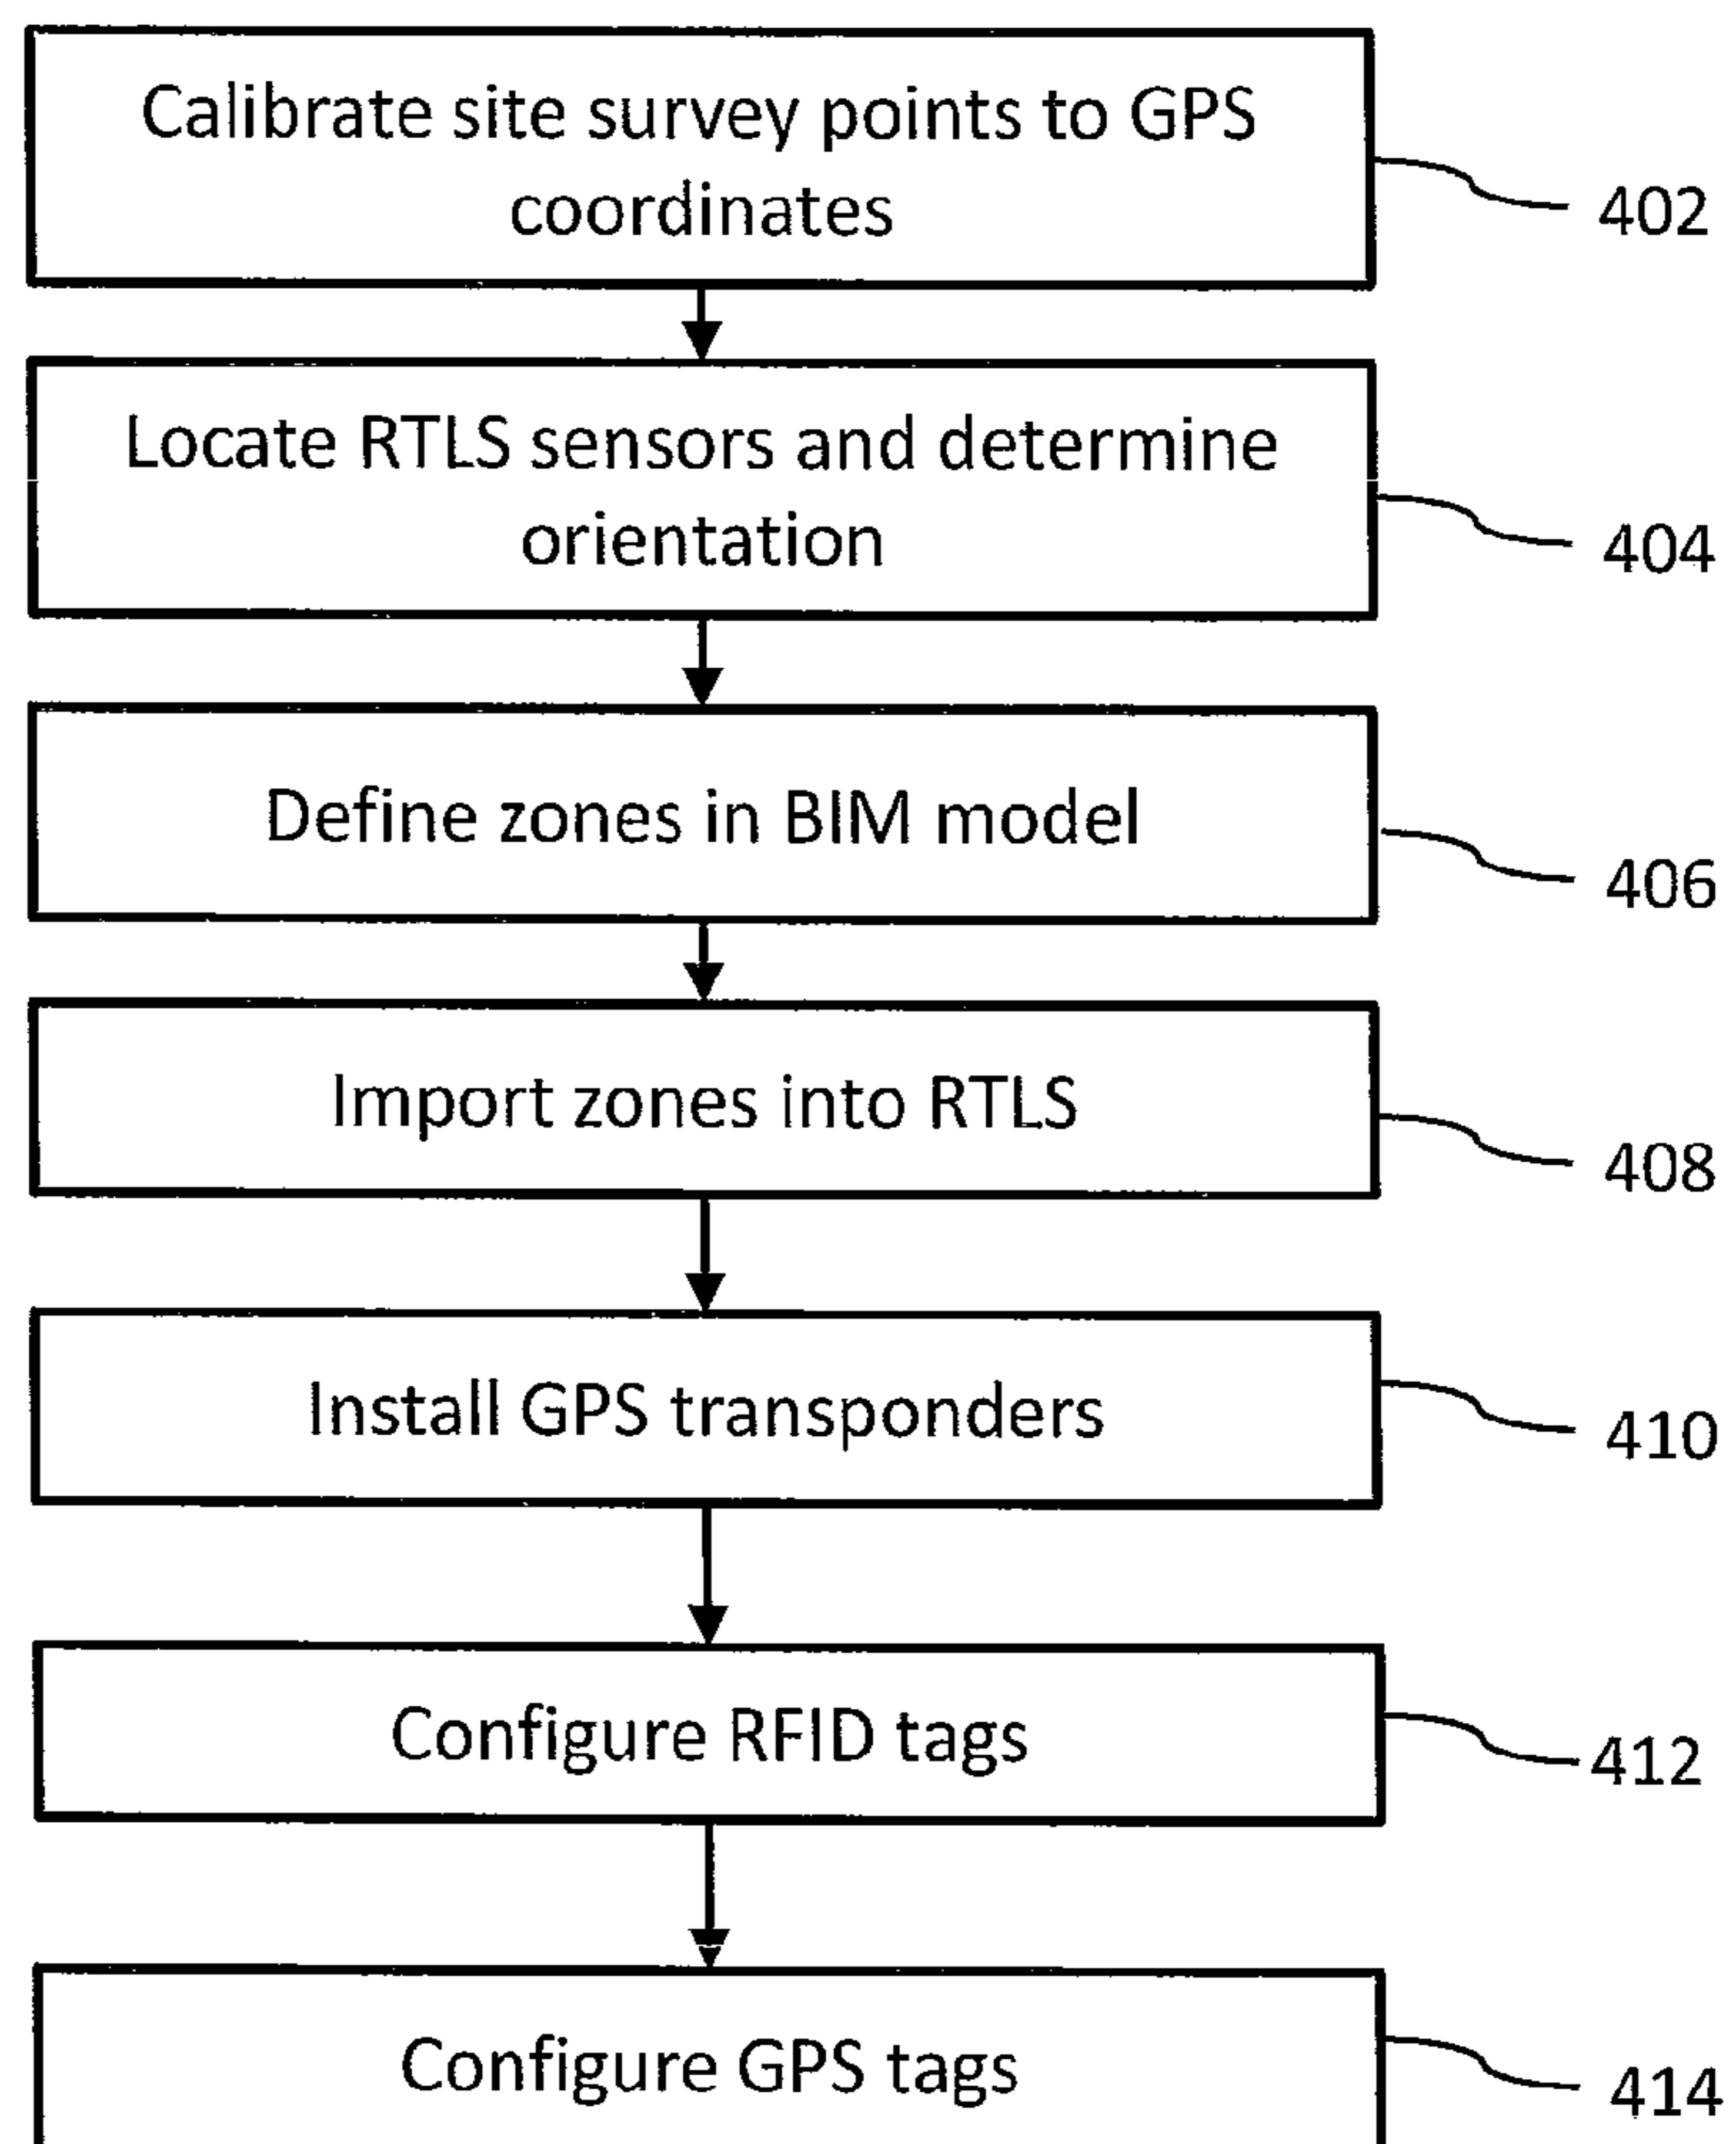 Calibrate site survey points to GPS
coordinates
402
Locate RTLS sensors and determine
orientation
404
Define zones in BIM model
406
Import zones into RTLS
408
Install GPS transponders
410
Configure RFID tags
412
Configure GPS tags
414